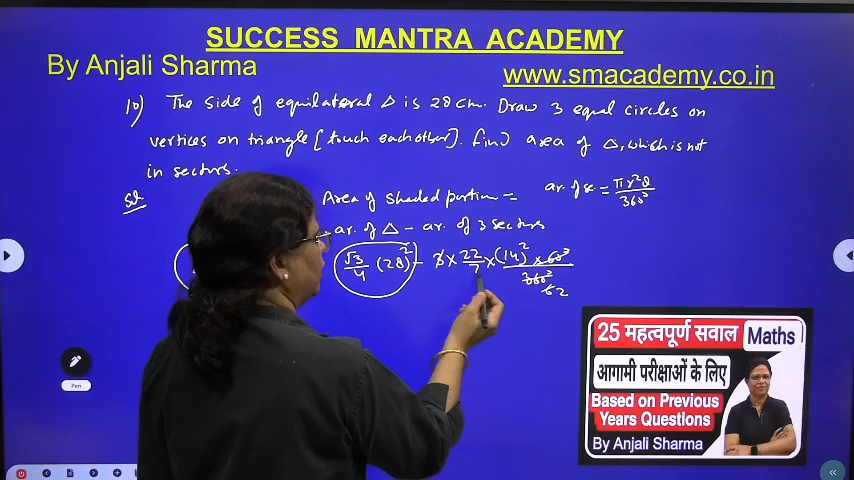 SUCCESS MANTRA ACADEMY
By Anjali Sharma
www.smacademy.co.in
10) The side of equilateral Δ is 28 cm. Draw 3 equal circles on
vertices on triangle [touch each other]. Find area of Δ, which is not
in sectors.
Sol
Area of shaded portion =
ar. of sec = πr²θ/360°
ar. of Δ – ar. of 3 sectors
√3/4 (28)² – 3 × 22/7 × (14)² × 60°/360°
6 2
Pen
25 महत्वपूर्ण सवाल Maths
आगामी परीक्षाओं के लिए
Based on Previous
Years Questions
By Anjali Sharma